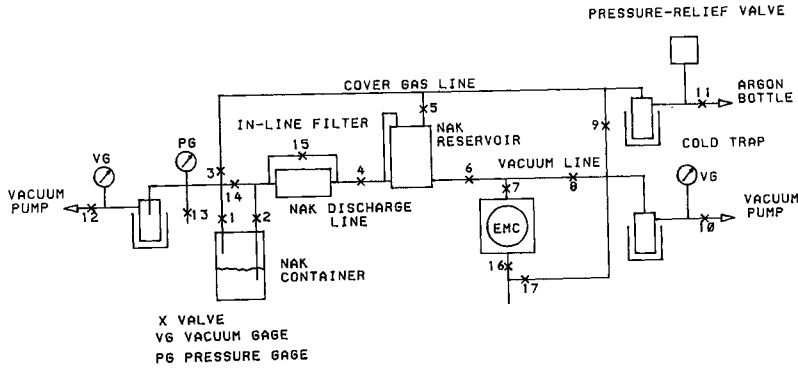 PRESSURE-RELIEF VALVE
COVER GAS LINE
11
ARGON
BOTTLE
5
IN-LINE FILTER
NAK
RESERVOIR
9
COLD TRAP
VG
PG
15
3
4
6
VACUUM LINE
VG
14
7
8
VACUUM
PUMP
12
13
1
2
NAK DISCHARGE
LINE
EMC
10
VACUUM
PUMP
NAK
CONTAINER
16
17
X VALVE
VG VACUUM GAGE
PG PRESSURE GAGE